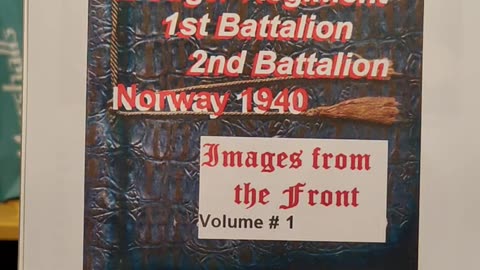 1st Battalion
2nd Battalion
Norway 1940
Images from
the Front
Volume # 1